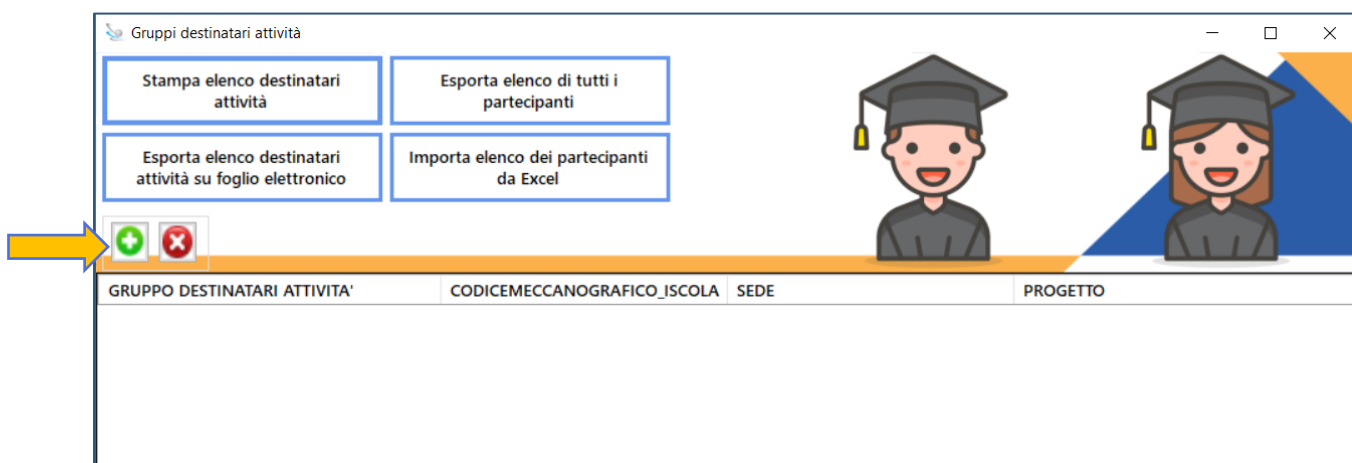 Gruppi destinatari attività
Stampa elenco destinatari
attività
Esporta elenco di tutti i
partecipanti
Esporta elenco destinatari
attività su foglio elettronico
Importa elenco dei partecipanti
da Excel
GRUPPO DESTINATARI ATTIVITA' CODICEMECCANOGRAFICO_ISCOLA SEDE PROGETTO